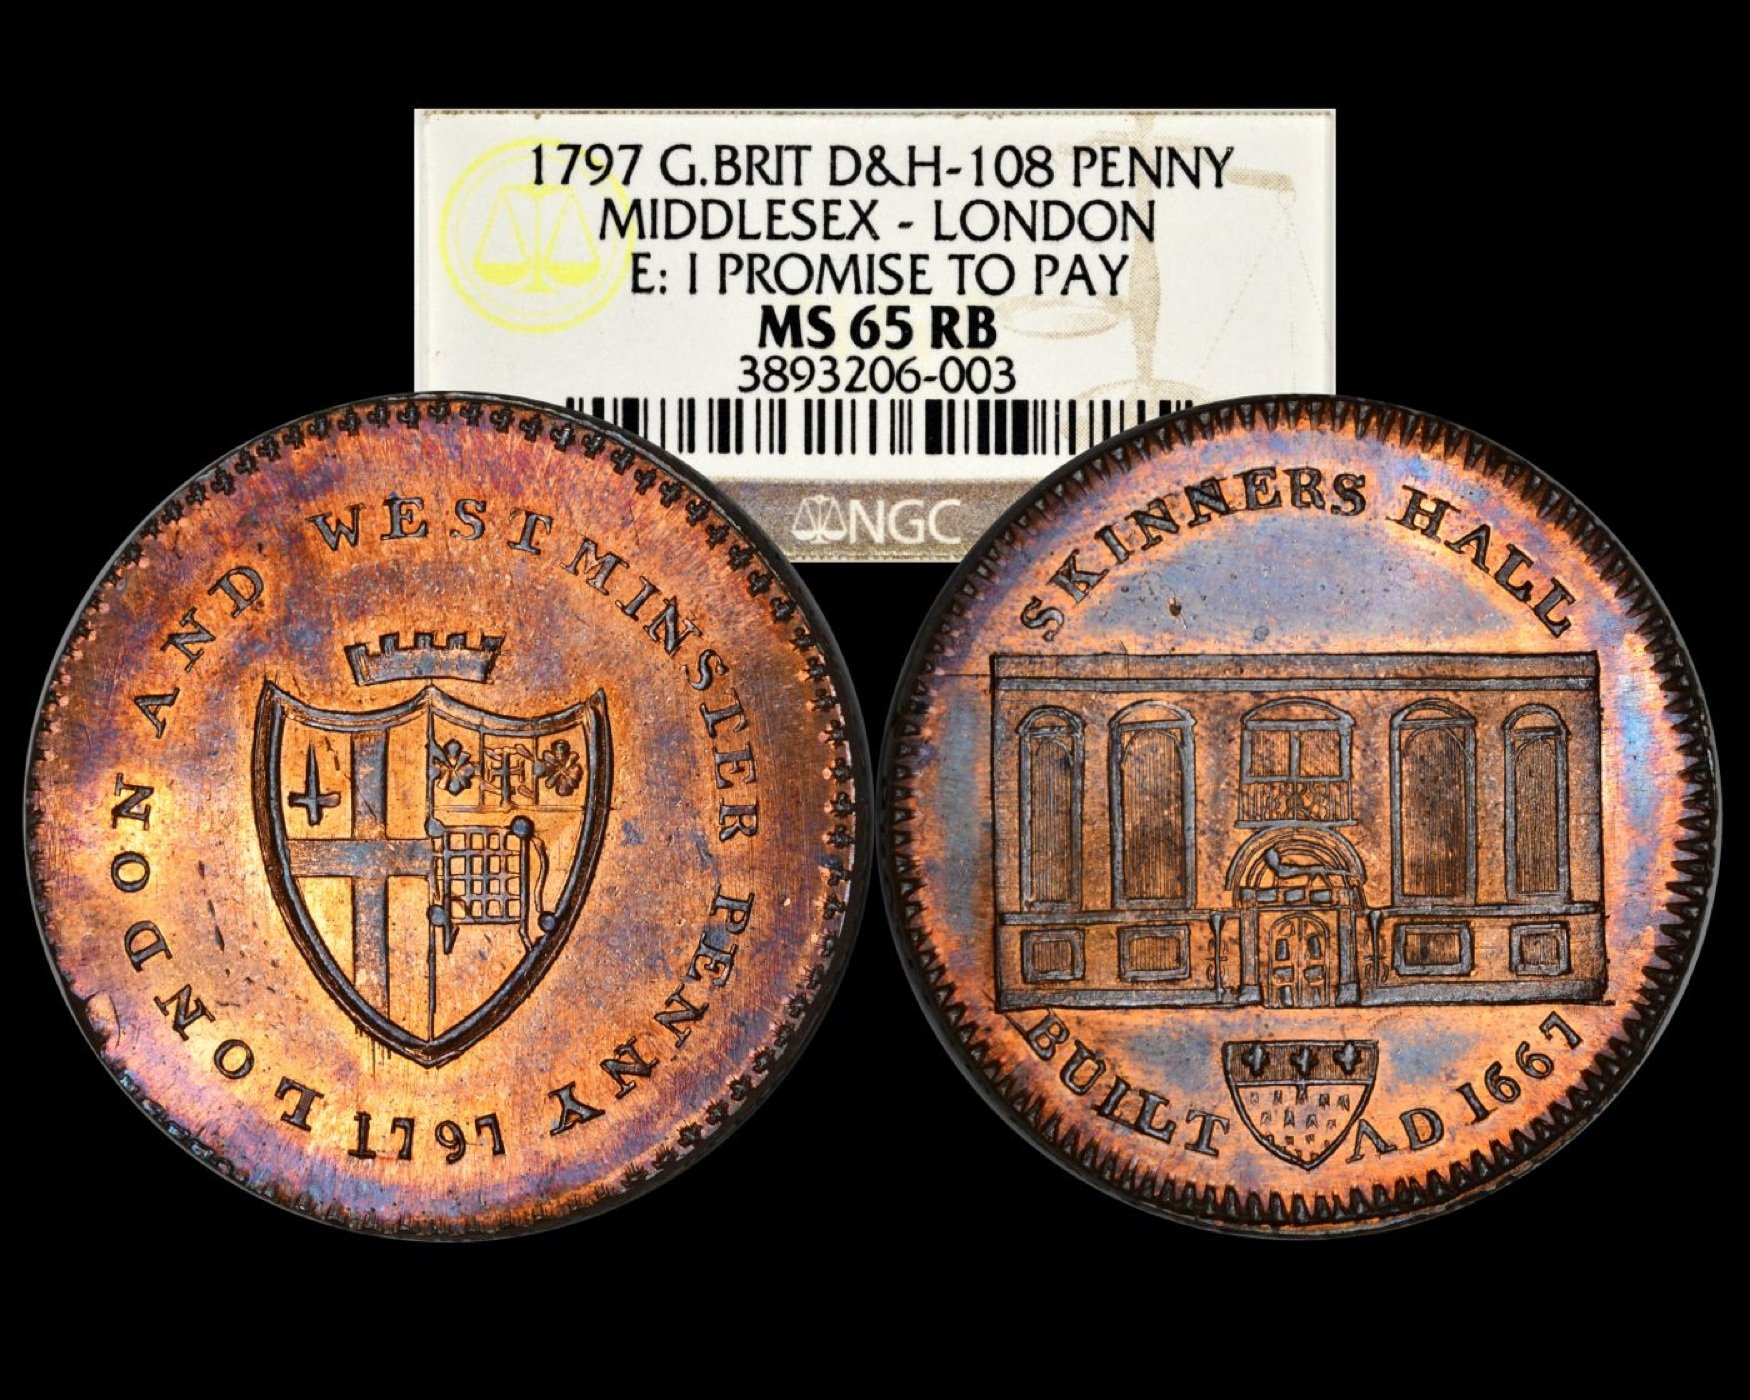 1797 G.BRIT D&H-108 PENNY
MIDDLESEX - LONDON
E: I PROMISE TO PAY
MS 65 RB
3893206-003
NGC
LONDON AND WESTMINSTER PENNY
1797
SKINNERS HALL
BUILT AD 1667